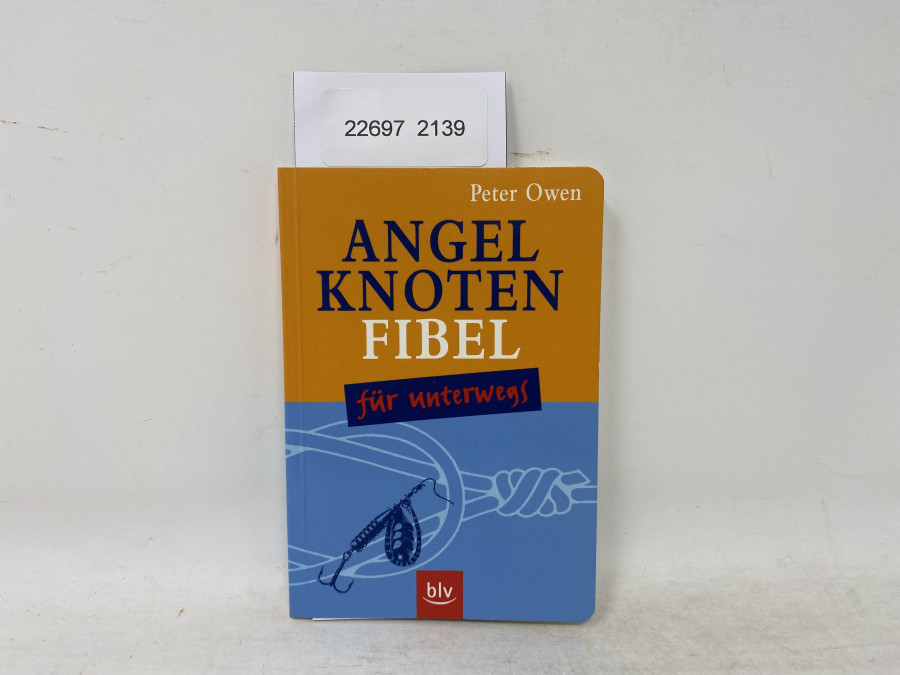 22697 2139
Peter Owen
ANGEL
KNOTEN
FIBEL
für unterwegs
blv